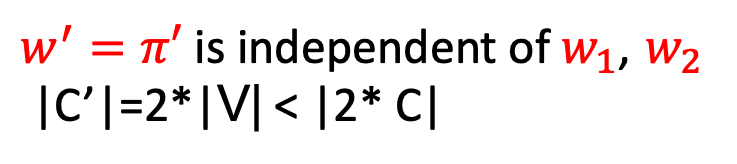 w′ = π′ is independent of w₁, w₂
|C’|=2*|V| < |2* C|